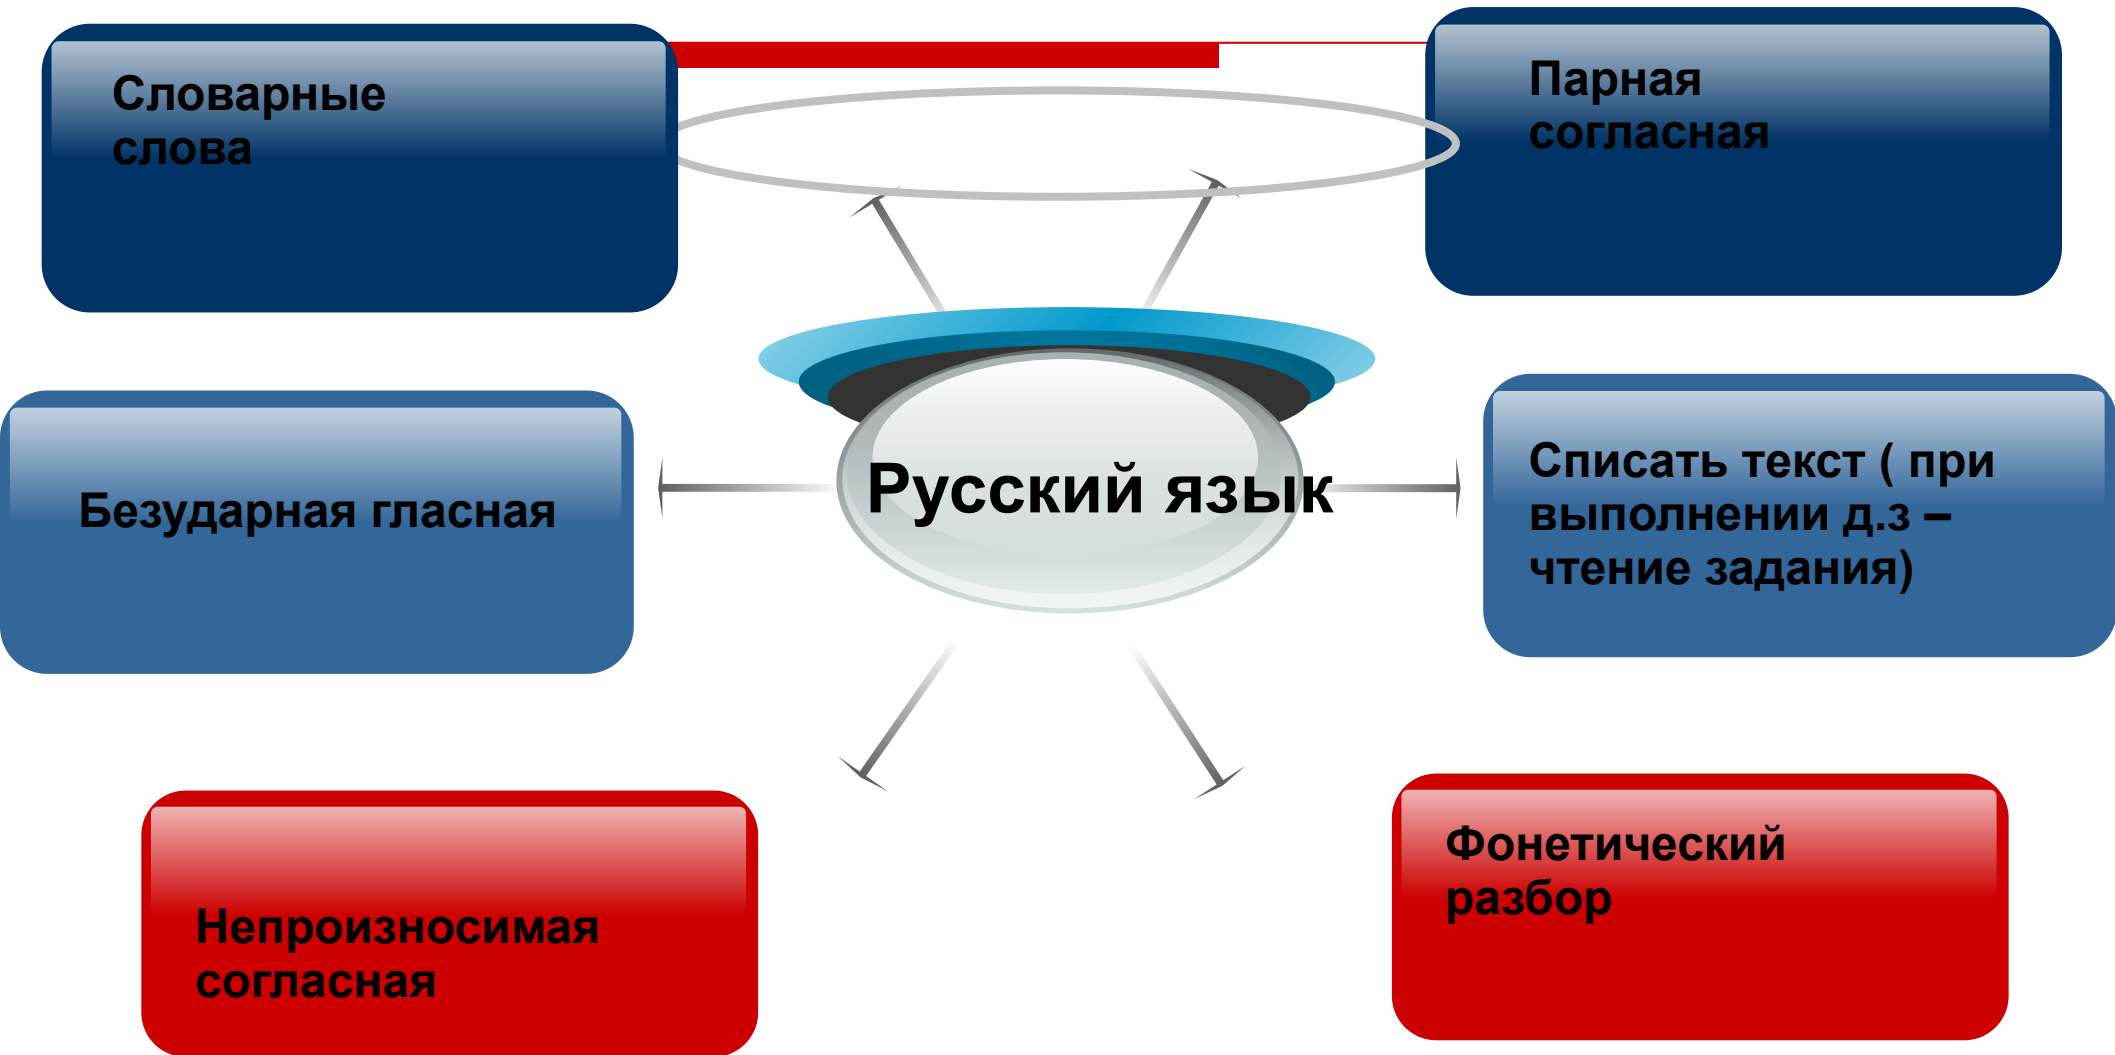 Словарные
слова
Парная
согласная
Безударная гласная
Русский язык
Списать текст ( при
выполнении д.з –
чтение задания)
Непроизносимая
согласная
Фонетический
разбор